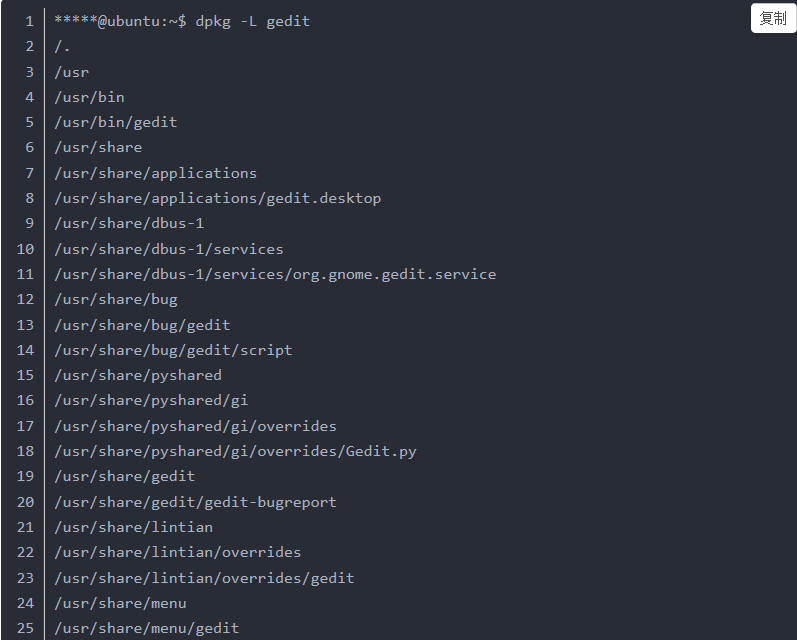 复制
1 *****@ubuntu:~$ dpkg -L gedit
2 /.
3 /usr
4 /usr/bin
5 /usr/bin/gedit
6 /usr/share
7 /usr/share/applications
8 /usr/share/applications/gedit.desktop
9 /usr/share/dbus-1
10 /usr/share/dbus-1/services
11 /usr/share/dbus-1/services/org.gnome.gedit.service
12 /usr/share/bug
13 /usr/share/bug/gedit
14 /usr/share/bug/gedit/script
15 /usr/share/pyshared
16 /usr/share/pyshared/gi
17 /usr/share/pyshared/gi/overrides
18 /usr/share/pyshared/gi/overrides/Gedit.py
19 /usr/share/gedit
20 /usr/share/gedit/gedit-bugreport
21 /usr/share/lintian
22 /usr/share/lintian/overrides
23 /usr/share/lintian/overrides/gedit
24 /usr/share/menu
25 /usr/share/menu/gedit